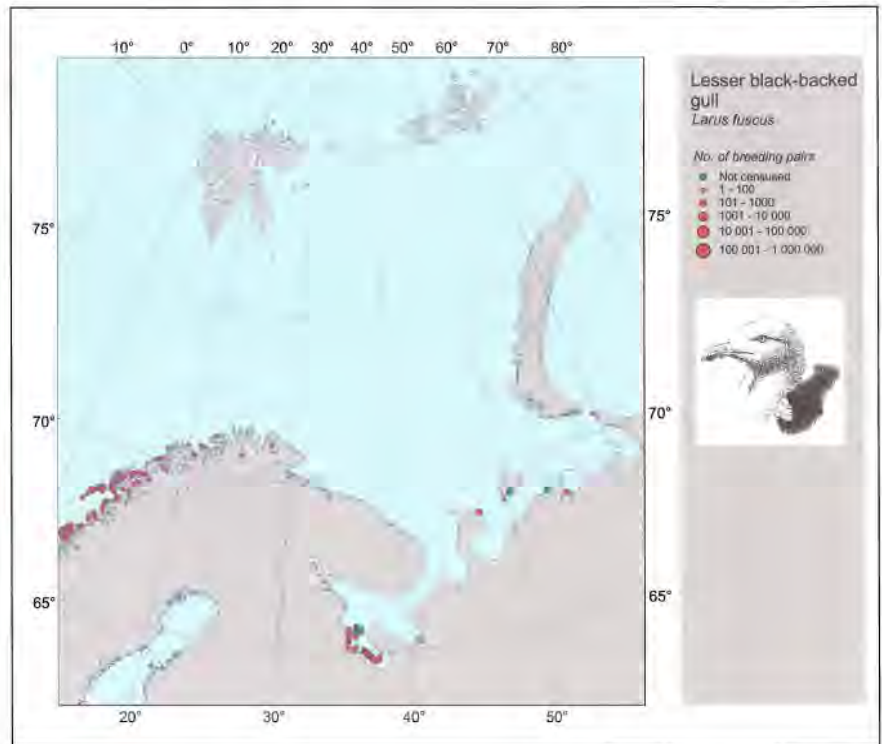 10° 0° 10° 20° 30° 40° 50° 60° 70° 80°
75°
70°
65°
75°
70°
65°
20° 30° 40° 50°
Lesser black-backed
gull
Larus fuscus
No. of breeding pairs
Not censused
1 - 100
101 - 1000
1001 - 10 000
10 001 - 100 000
100 001 - 1 000 000